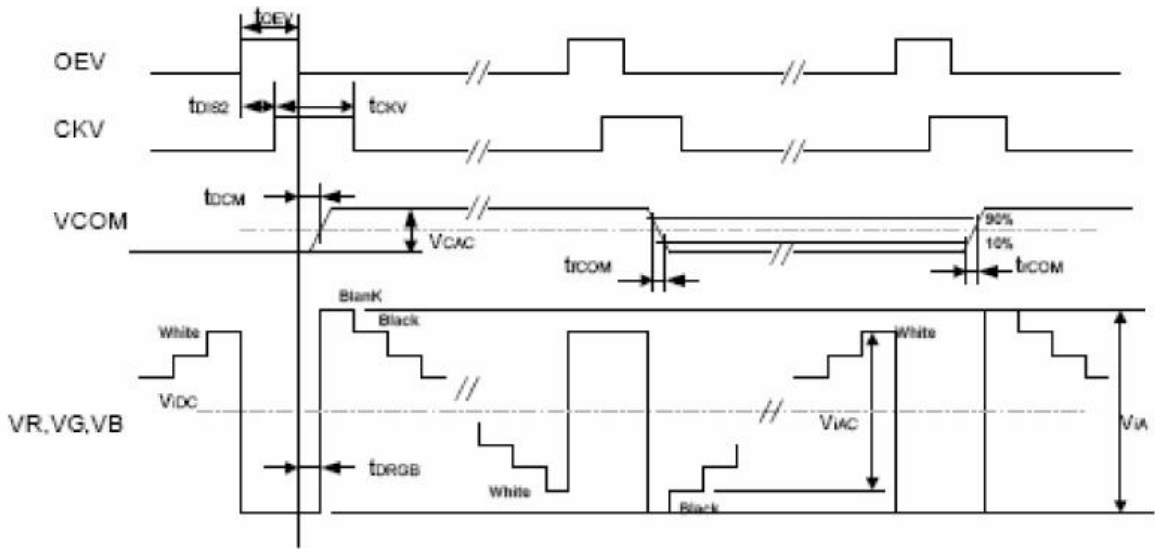 tOEV
OEV
tDIS2
tCKV
CKV
tDCM
VCOM
VCAC
90%
10%
tfCOM
trCOM
BlanK
White
Black
White
ViDC
VR,VG,VB
ViAC
ViA
tDRGB
White
Black